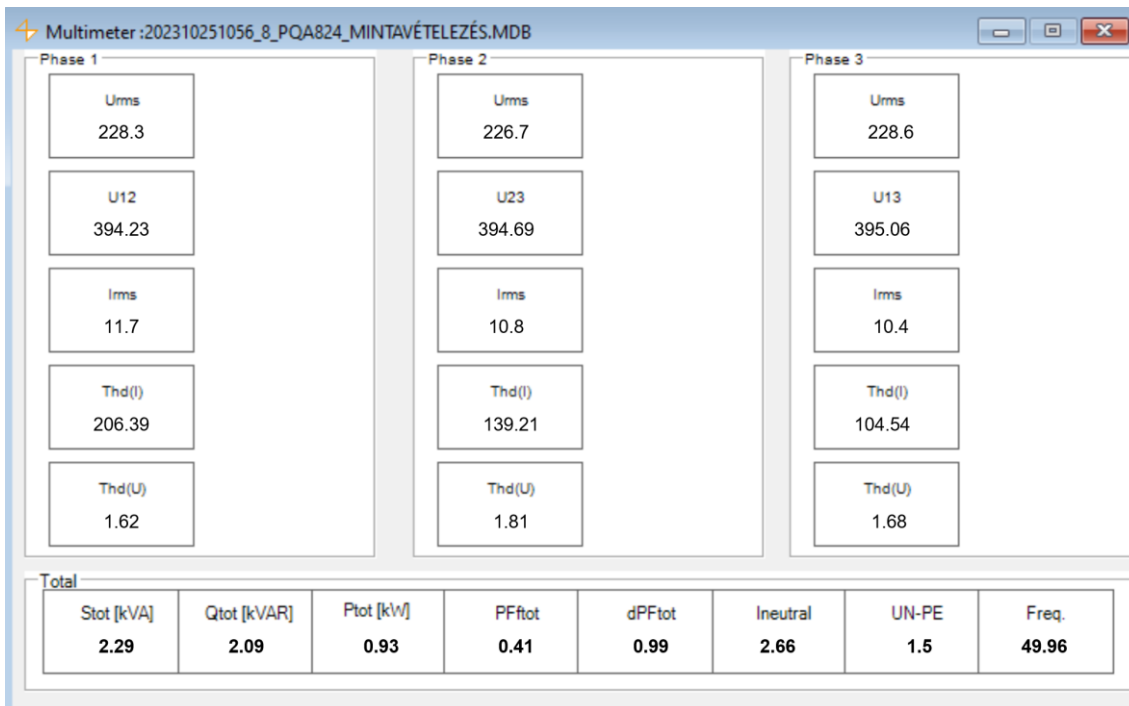 Multimeter :202310251056_8_PQA824_MINTAVÉTELEZÉS.MDB
Phase 1 Phase 2 Phase 3
Urms Urms Urms
228.3 226.7 228.6
U12 U23 U13
394.23 394.69 395.06
Irms Irms Irms
11.7 10.8 10.4
Thd(I) Thd(I) Thd(I)
206.39 139.21 104.54
Thd(U) Thd(U) Thd(U)
1.62 1.81 1.68
Total
Stot [kVA] Qtot [kVAR] Ptot [kW] PFftot dPFtot Ineutral UN-PE Freq.
2.29 2.09 0.93 0.41 0.99 2.66 1.5 49.96